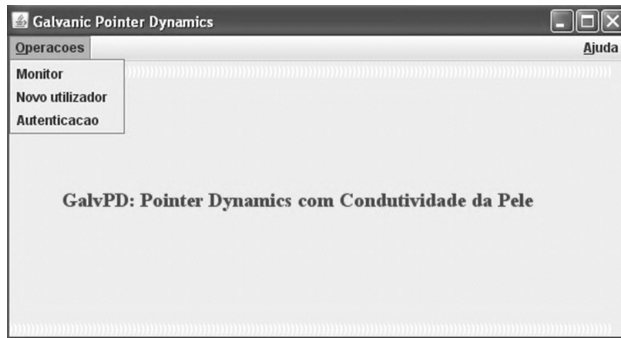 Galvanic Pointer Dynamics
Operacoes Ajuda
Monitor
Novo utilizador
Autenticacao
GalvPD: Pointer Dynamics com Condutividade da Pele